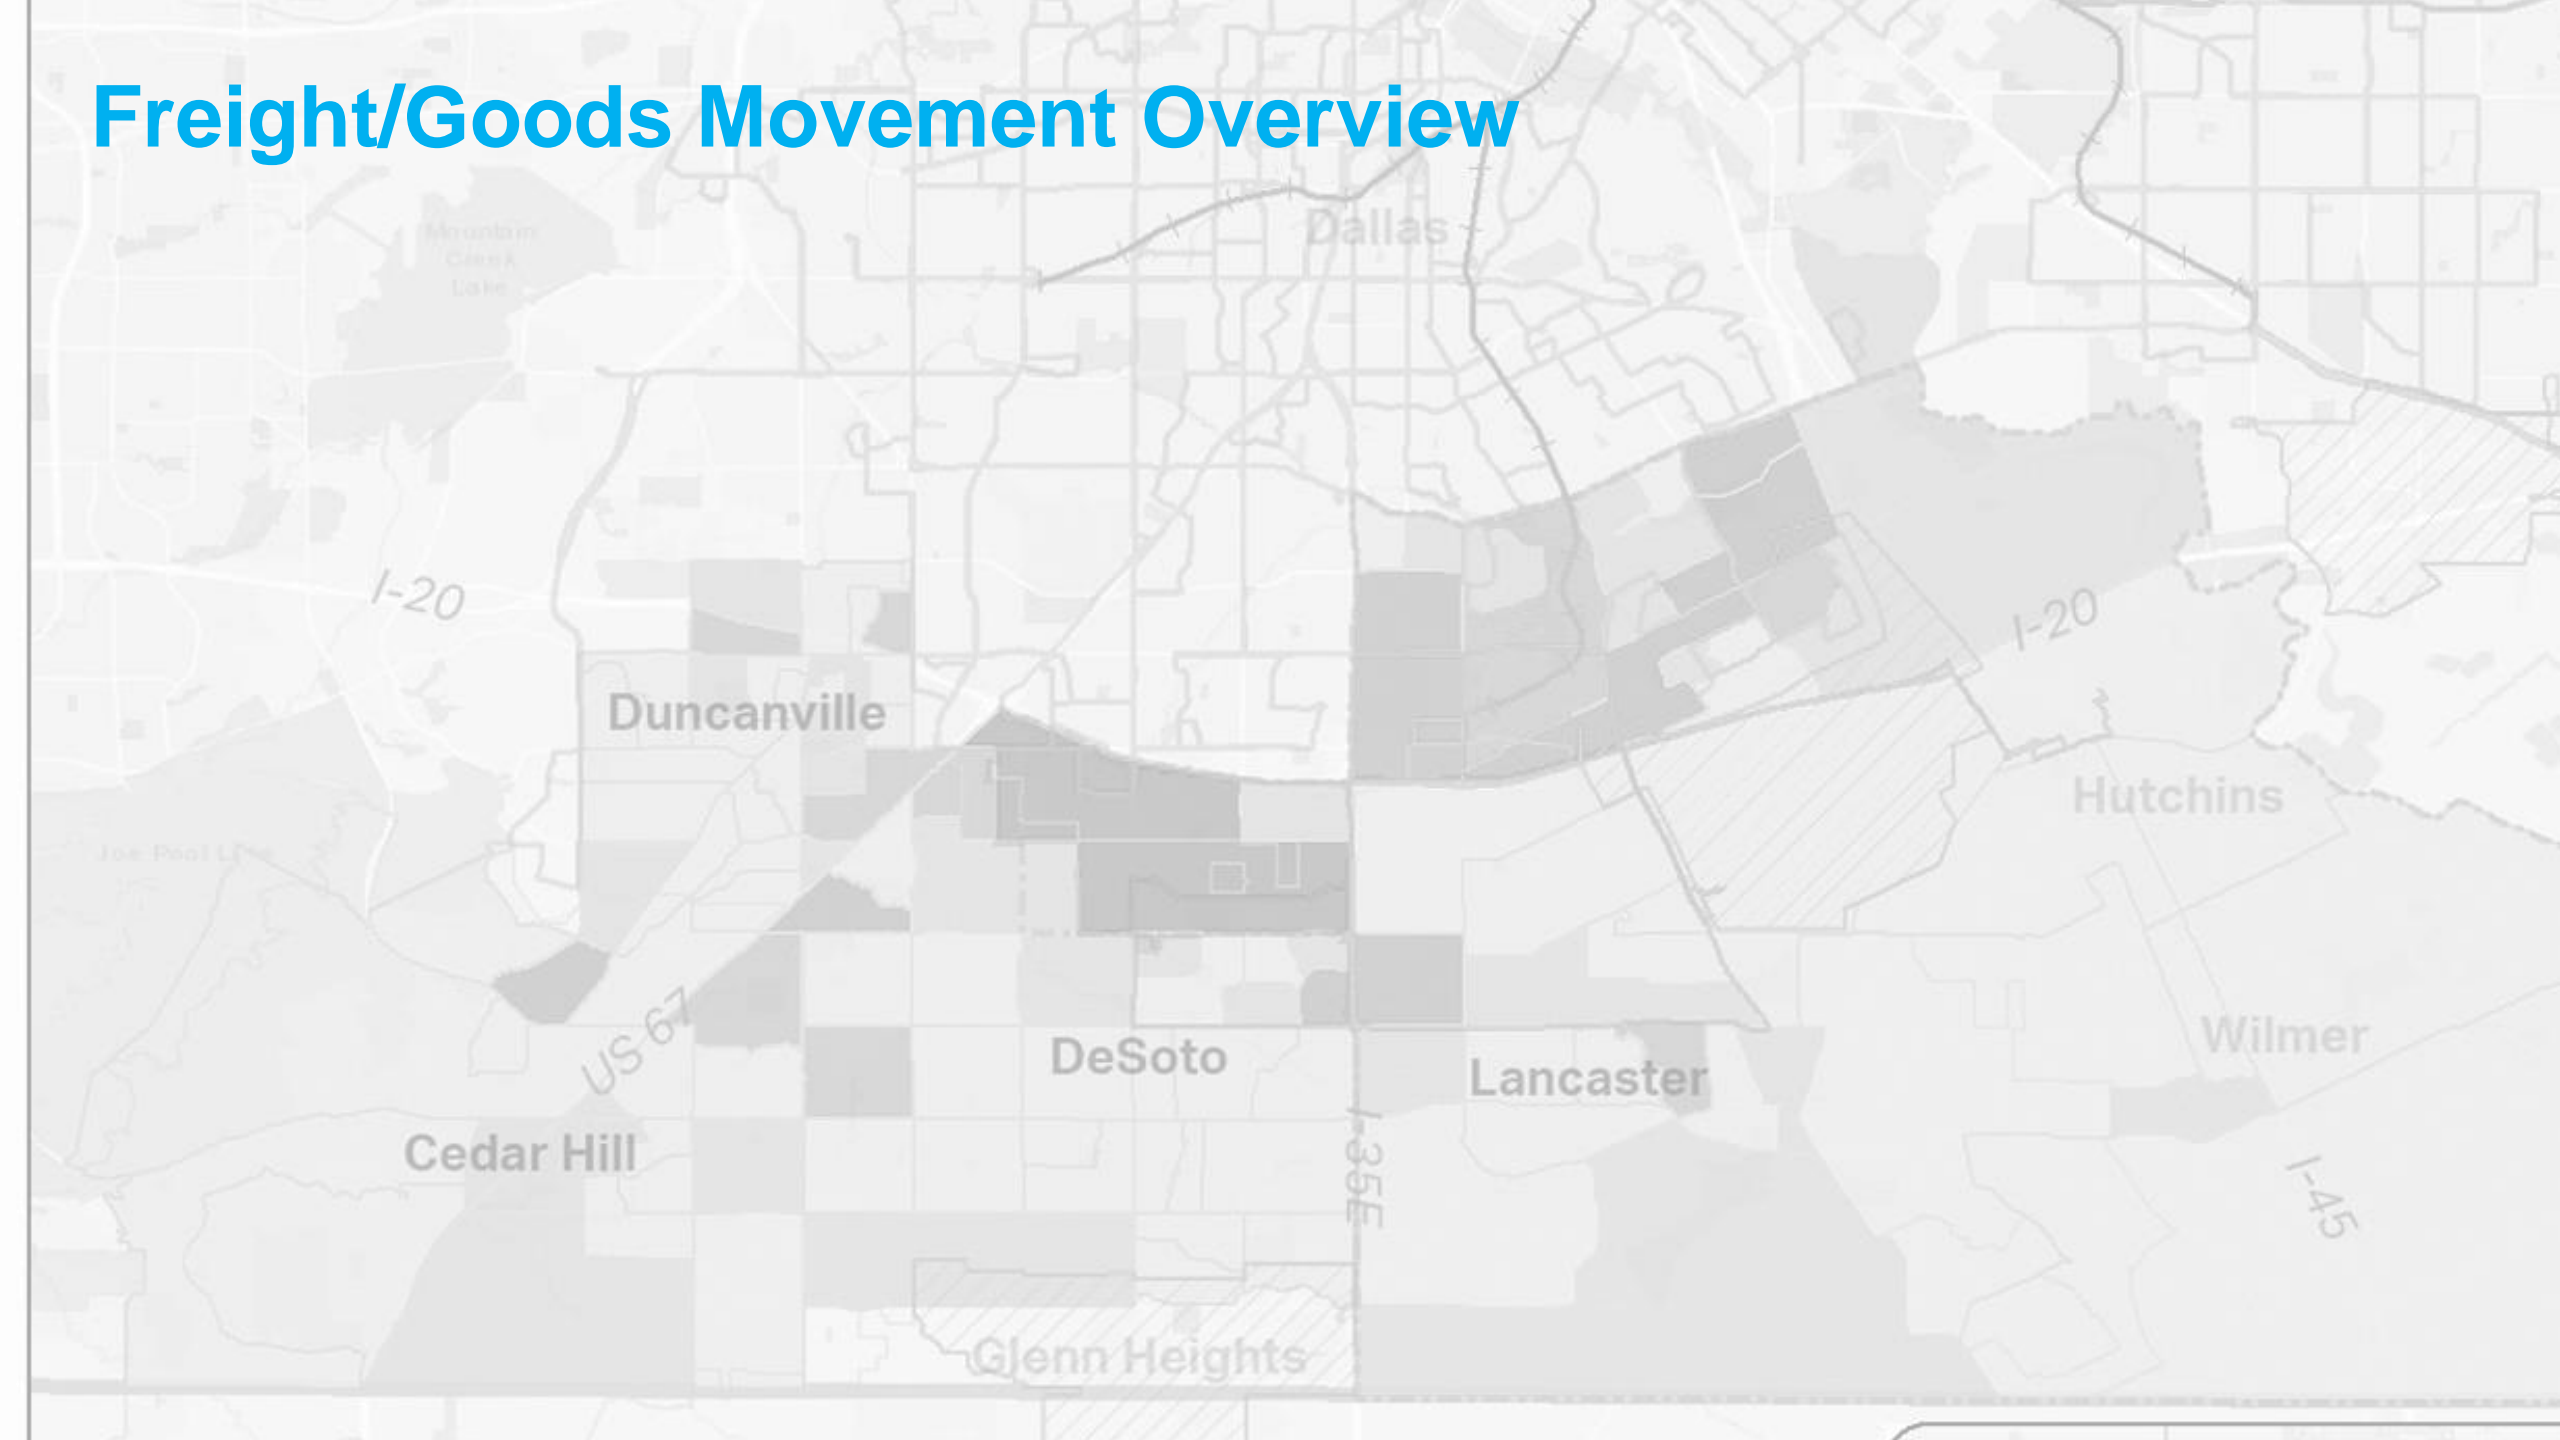 Freight/Goods Movement Overview
Dallas
Mountain
Creek
Lake
I-20
I-20
Duncanville
Hutchins
Joe Pool Lake
US 67
DeSoto
Lancaster
Wilmer
Cedar Hill
I-35E
I-45
Glenn Heights